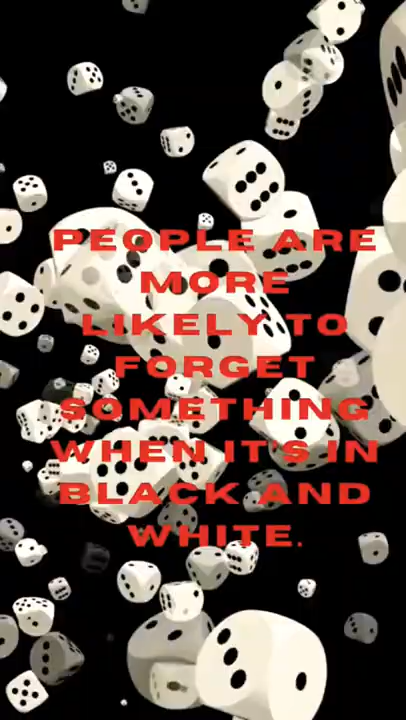 PEOPLE ARE
MORE
LIKELY TO
FORGET
SOMETHING
WHEN IT'S IN
BLACK AND
WHITE.